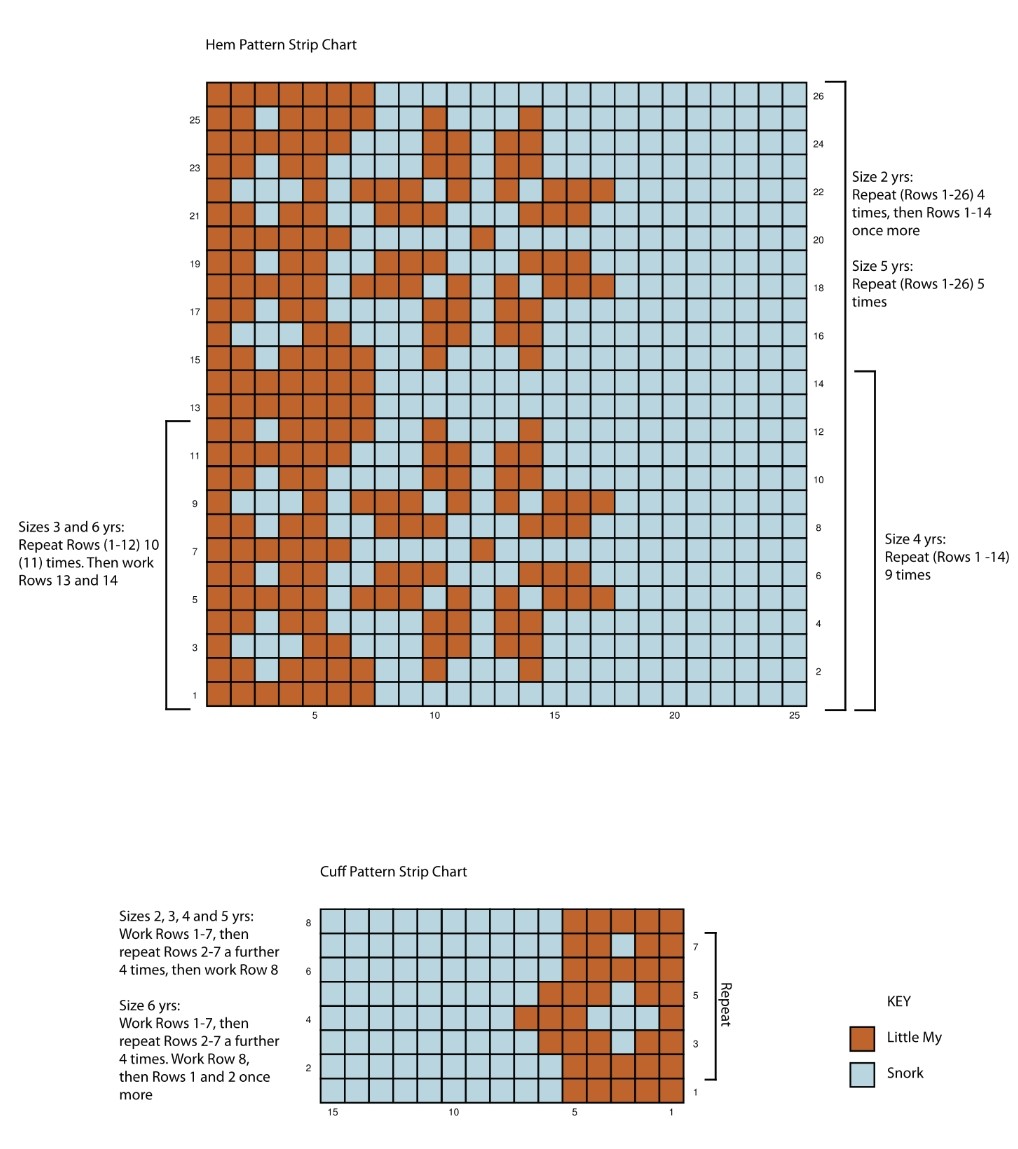 Hem Pattern Strip Chart
26
25
24
23
22
21
20
19
18
17
16
15
14
13
12
11
10
9
8
7
6
5
4
3
2
1
5
10
15
20
25
Size 2 yrs:
Repeat (Rows 1-26) 4
times, then Rows 1-14
once more
Size 5 yrs:
Repeat (Rows 1-26) 5
times
Sizes 3 and 6 yrs:
Repeat Rows (1-12) 10
(11) times. Then work
Rows 13 and 14
Size 4 yrs:
Repeat (Rows 1 -14)
9 times
Cuff Pattern Strip Chart
Sizes 2, 3, 4 and 5 yrs:
Work Rows 1-7, then
repeat Rows 2-7 a further
4 times, then work Row 8
Size 6 yrs:
Work Rows 1-7, then
repeat Rows 2-7 a further
4 times. Work Row 8,
then Rows 1 and 2 once
more
8
7
6
5
4
3
2
1
15
10
5
1
Repeat
KEY
Little My
Snork